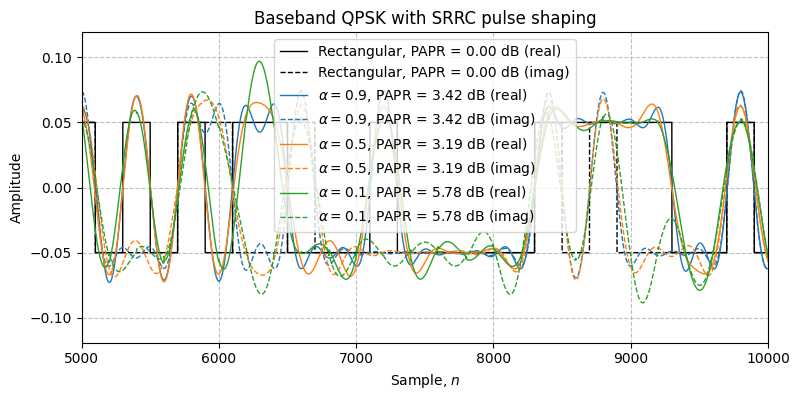 Baseband QPSK with SRRC pulse shaping
Rectangular, PAPR = 0.00 dB (real)
Rectangular, PAPR = 0.00 dB (imag)
α = 0.9, PAPR = 3.42 dB (real)
α = 0.9, PAPR = 3.42 dB (imag)
α = 0.5, PAPR = 3.19 dB (real)
α = 0.5, PAPR = 3.19 dB (imag)
α = 0.1, PAPR = 5.78 dB (real)
α = 0.1, PAPR = 5.78 dB (imag)
Amplitude
0.10
0.05
0.00
−0.05
−0.10
5000 6000 7000 8000 9000 10000
Sample, n